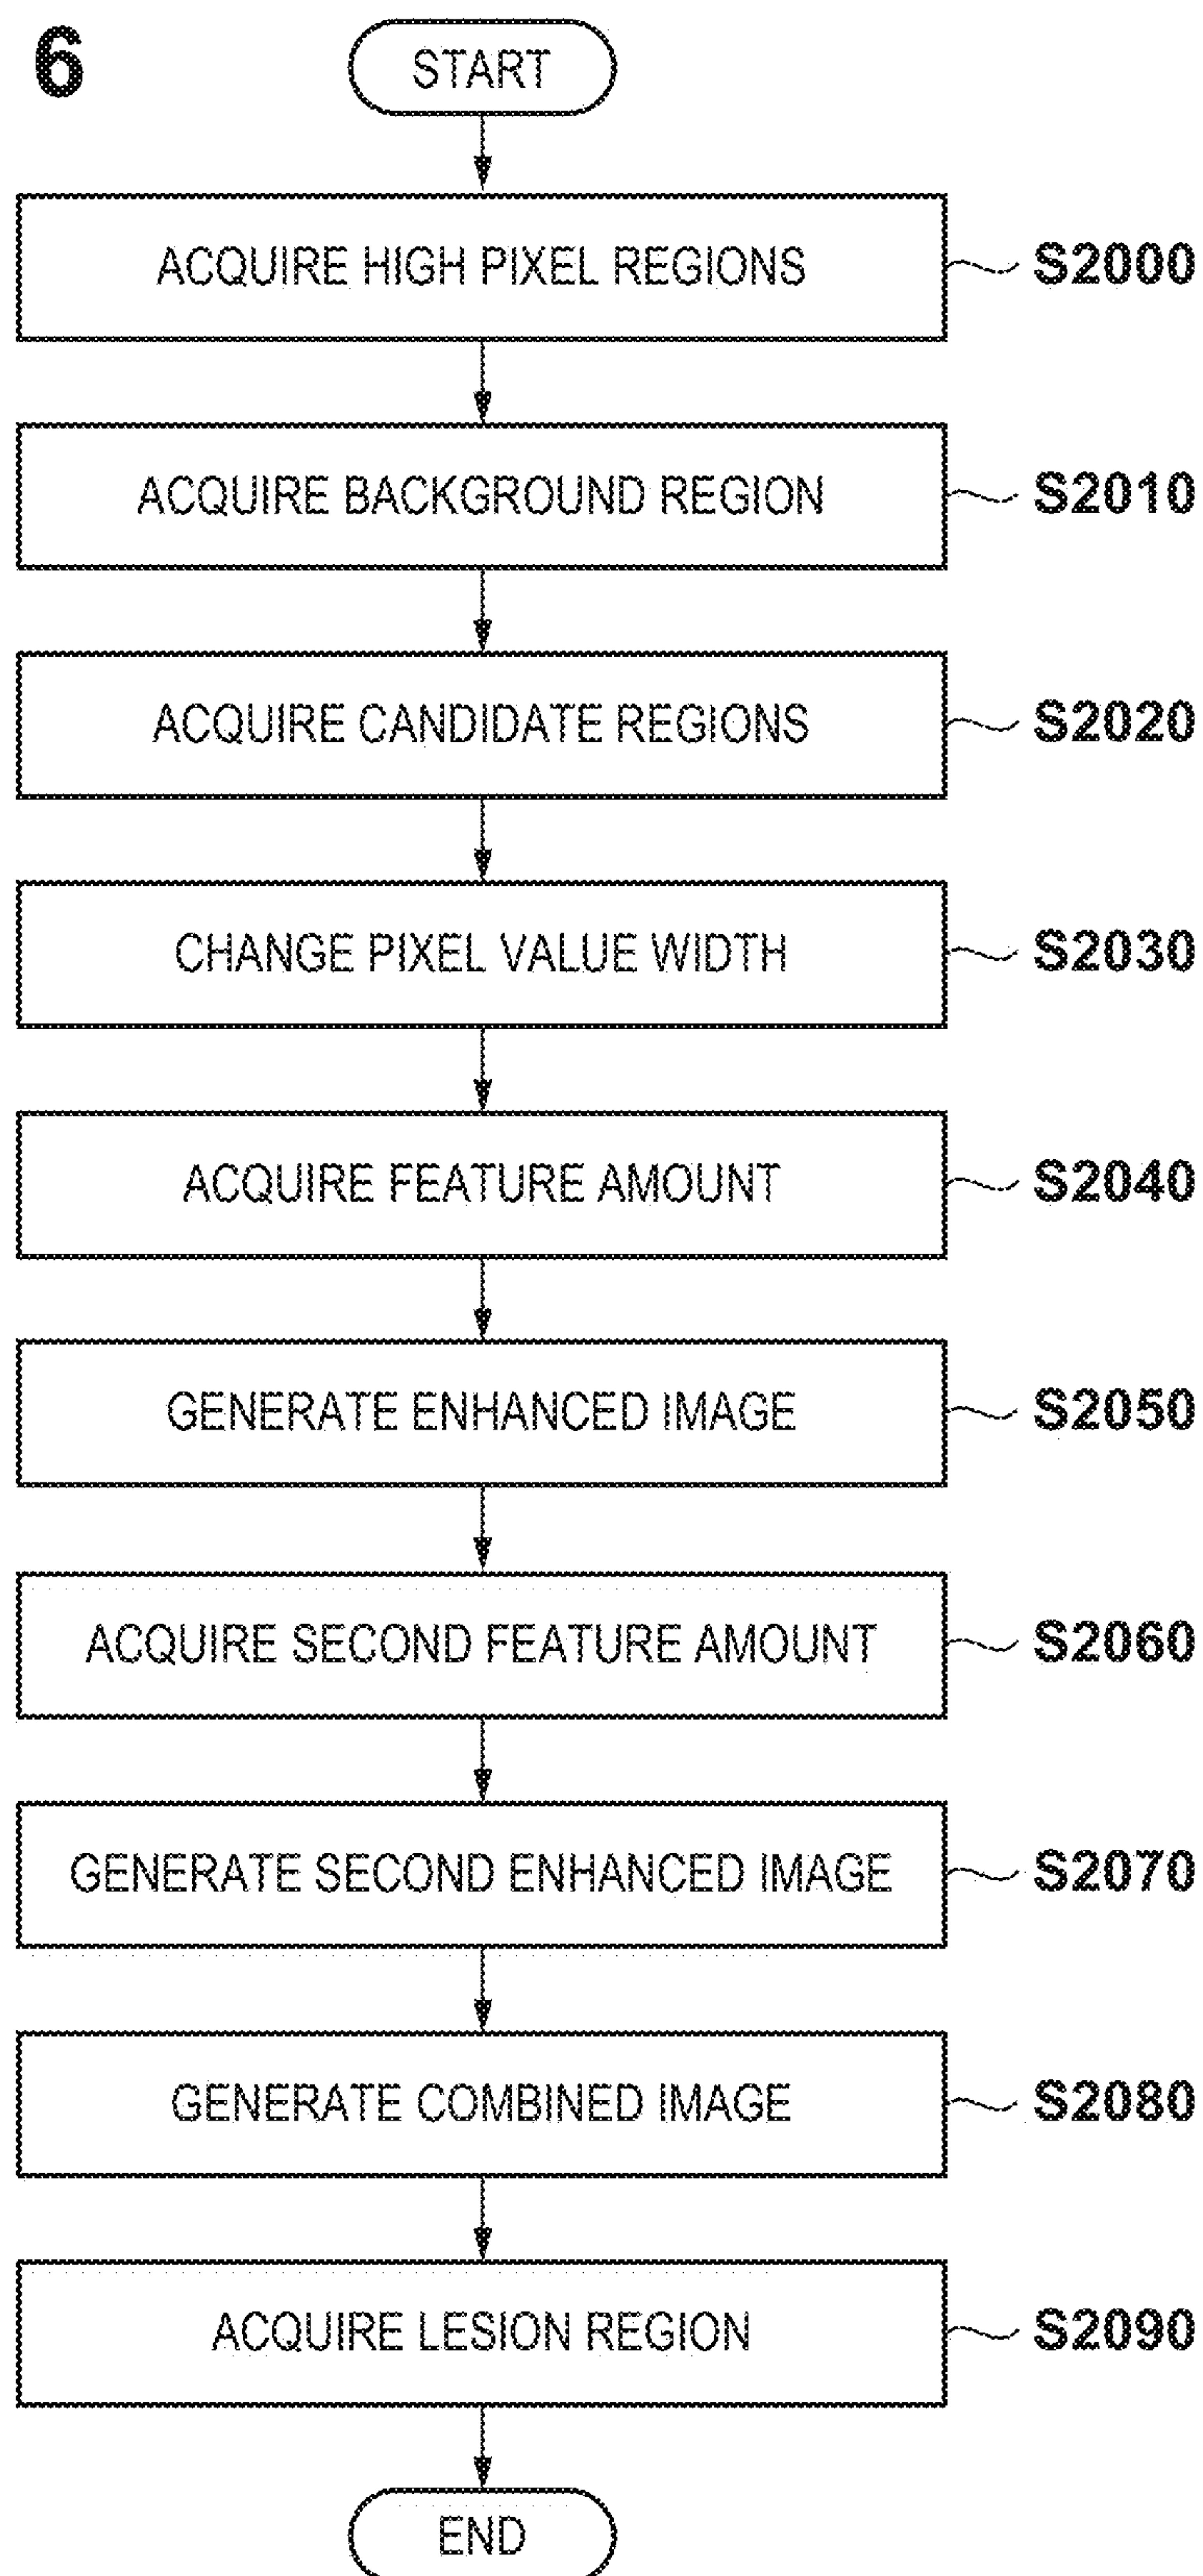 6
START
ACQUIRE HIGH PIXEL REGIONS
S2000
ACQUIRE BACKGROUND REGION
S2010
ACQUIRE CANDIDATE REGIONS
S2020
CHANGE PIXEL VALUE WIDTH
S2030
ACQUIRE FEATURE AMOUNT
S2040
GENERATE ENHANCED IMAGE
S2050
ACQUIRE SECOND FEATURE AMOUNT
S2060
GENERATE SECOND ENHANCED IMAGE
S2070
GENERATE COMBINED IMAGE
S2080
ACQUIRE LESION REGION
S2090
END